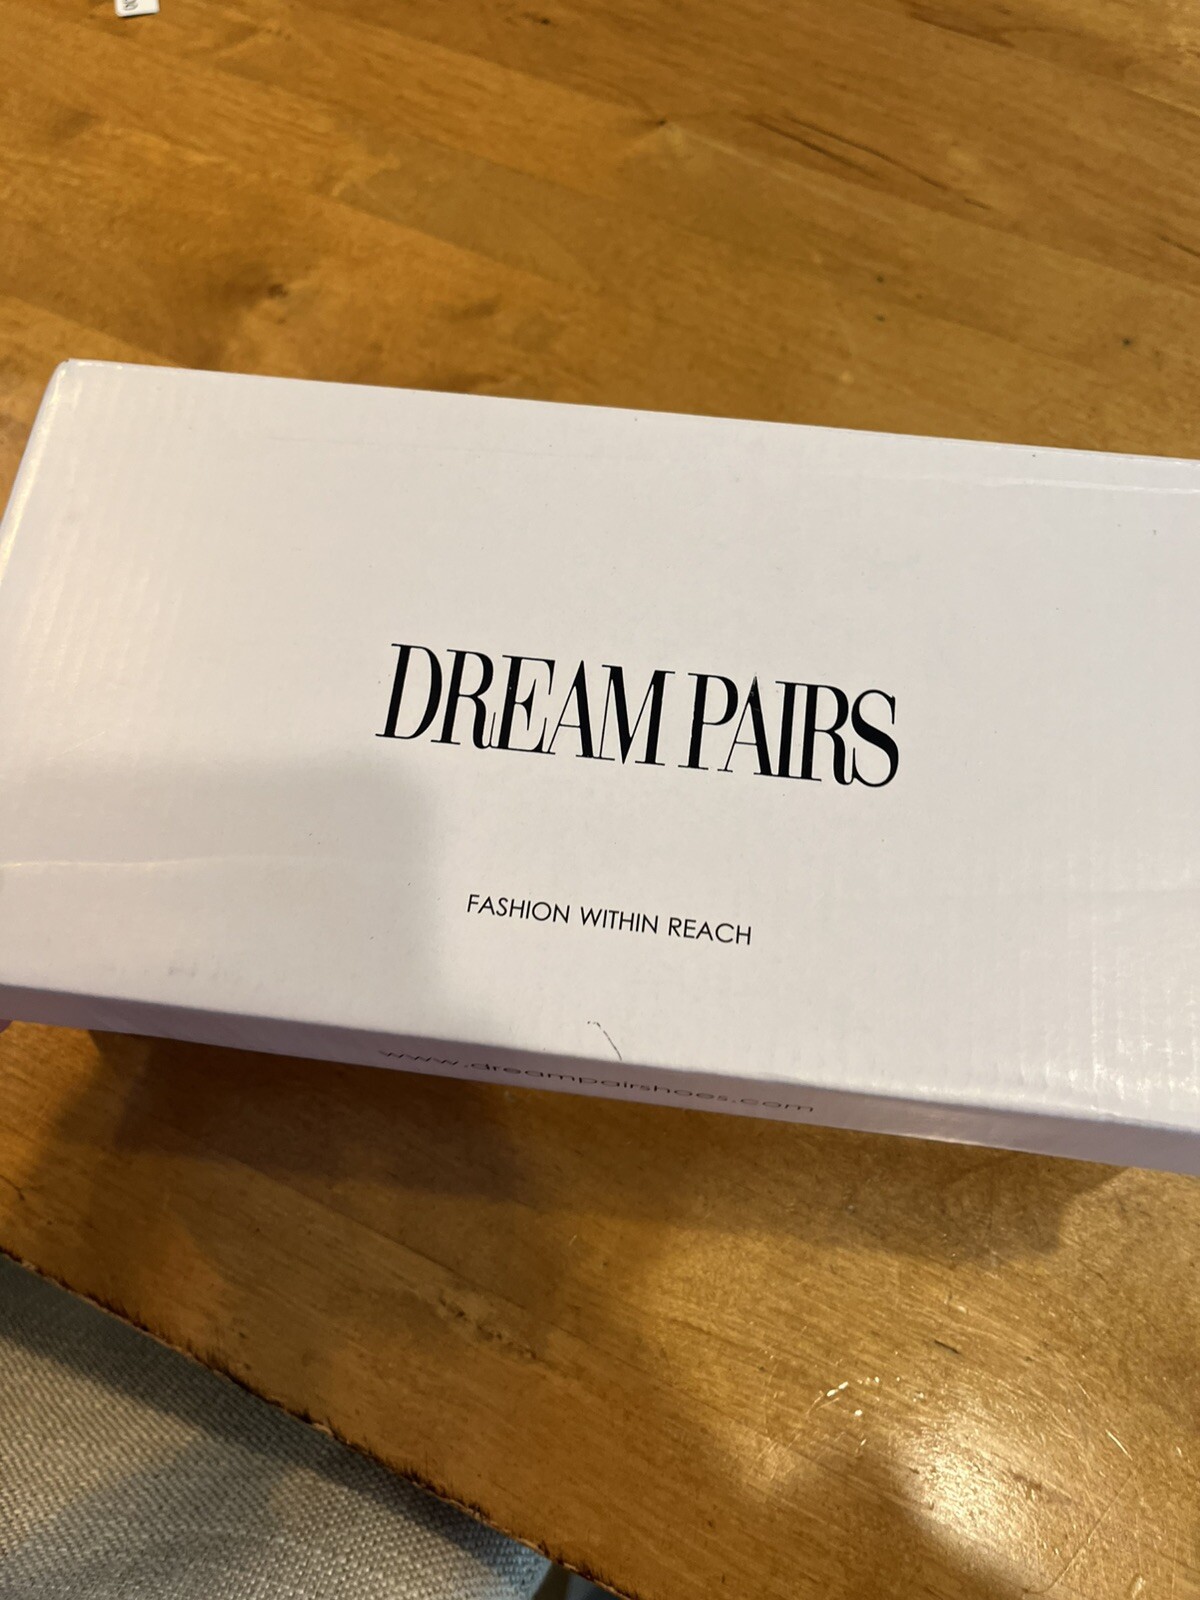 DREAM PAIRS
FASHION WITHIN REACH
www.dreampairshoes.com